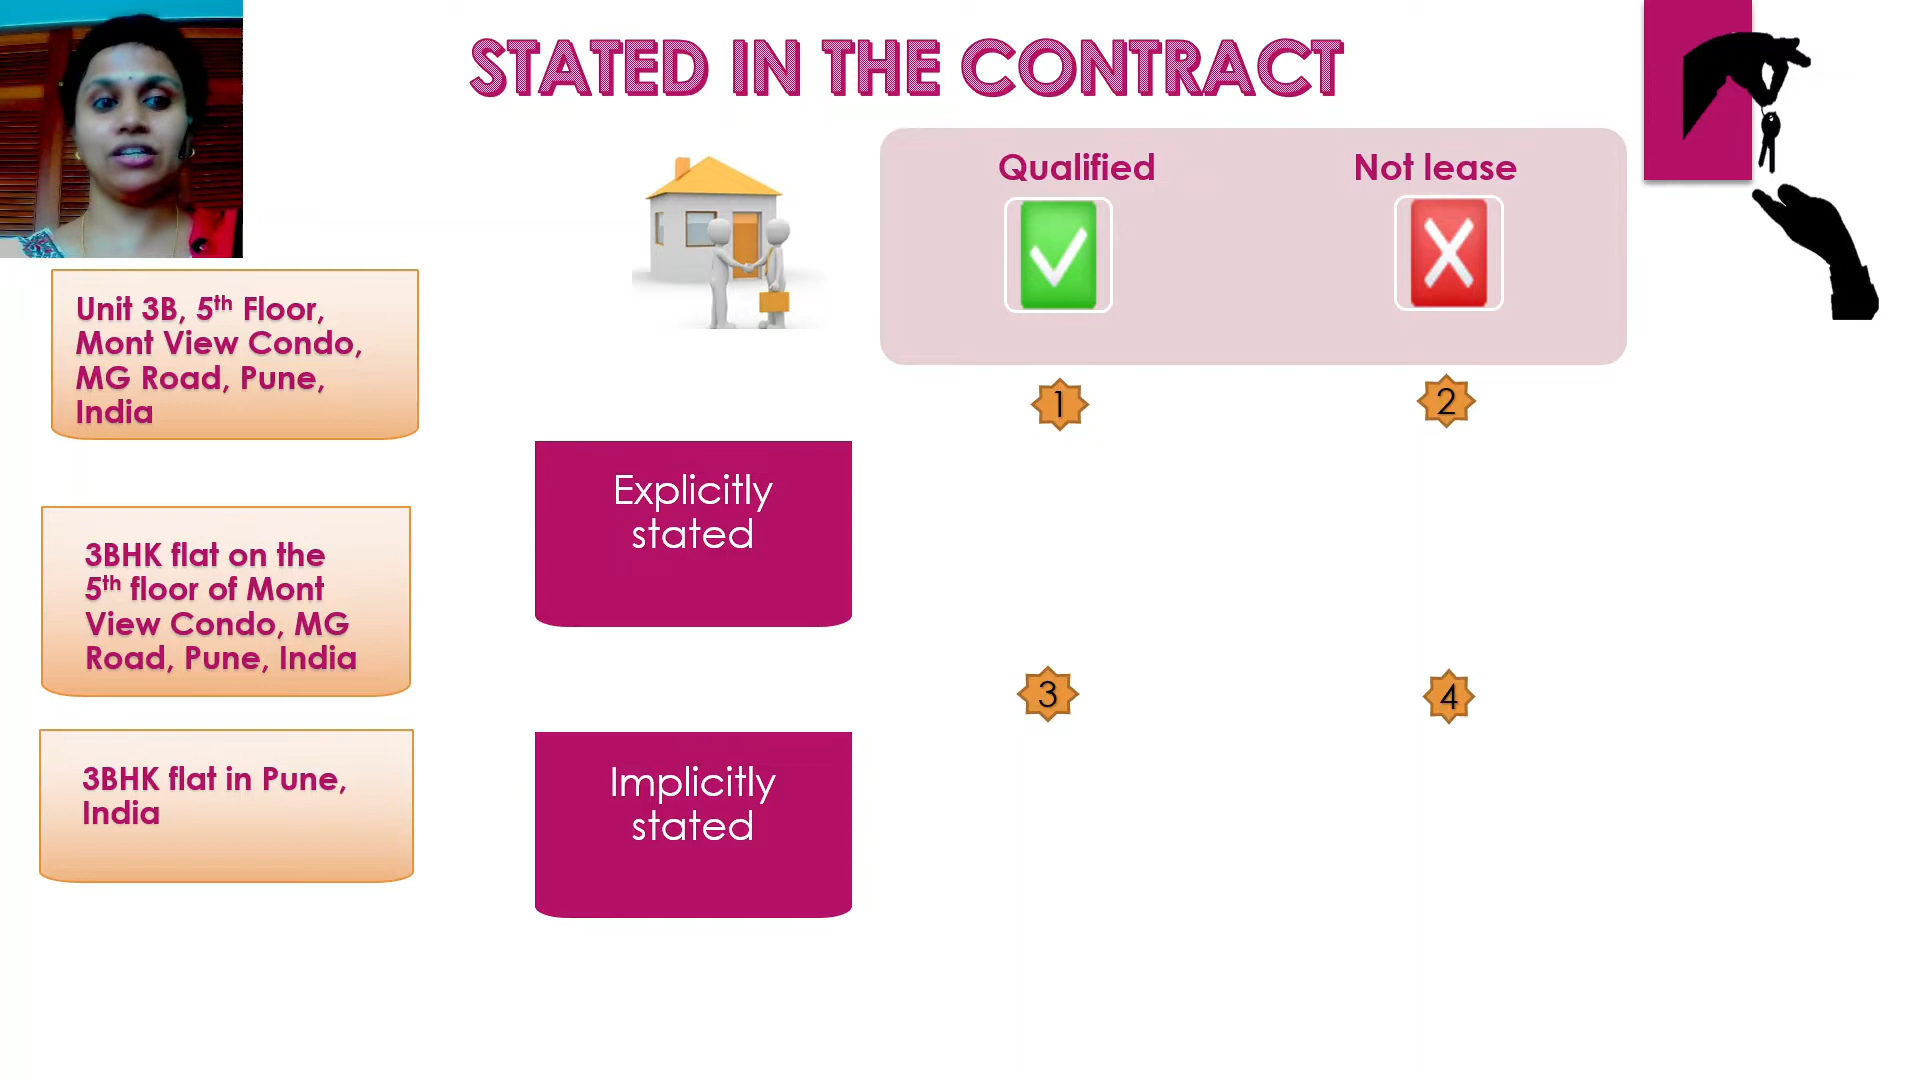 STATED IN THE CONTRACT
Qualified
Not lease
Unit 3B, 5th Floor,
Mont View Condo,
MG Road, Pune,
India
1
2
Explicitly
stated
3BHK flat on the
5th floor of Mont
View Condo, MG
Road, Pune, India
3
4
3BHK flat in Pune,
India
Implicitly
stated